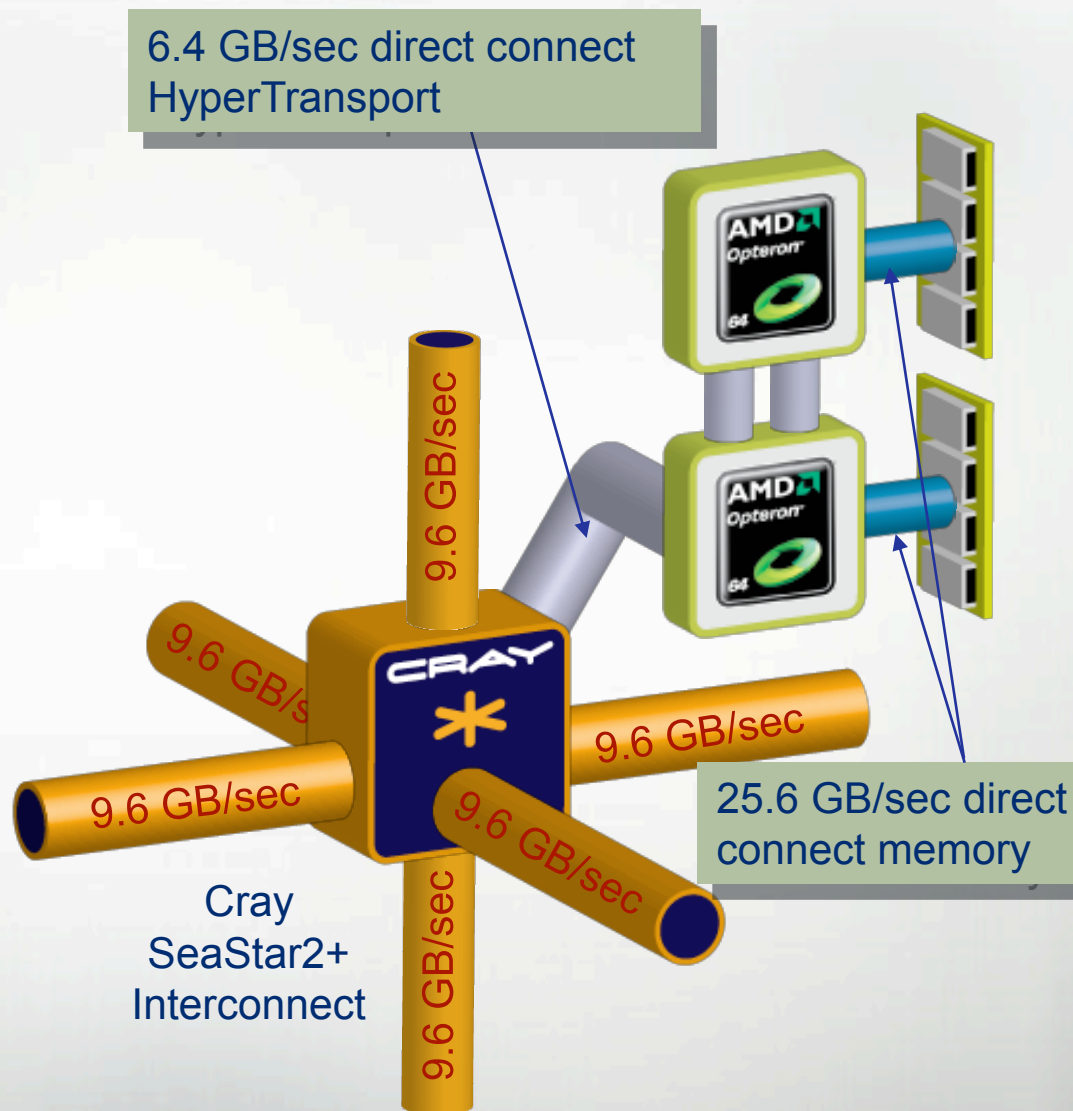 6.4 GB/sec direct connect
HyperTransport
AMD
Opteron
64
AMD
Opteron
64
9.6 GB/sec
9.6 GB/s
CRAY
9.6 GB/sec
9.6 GB/sec
9.6 GB/sec
25.6 GB/sec direct
connect memory
9.6 GB/sec
Cray
SeaStar2+
Interconnect